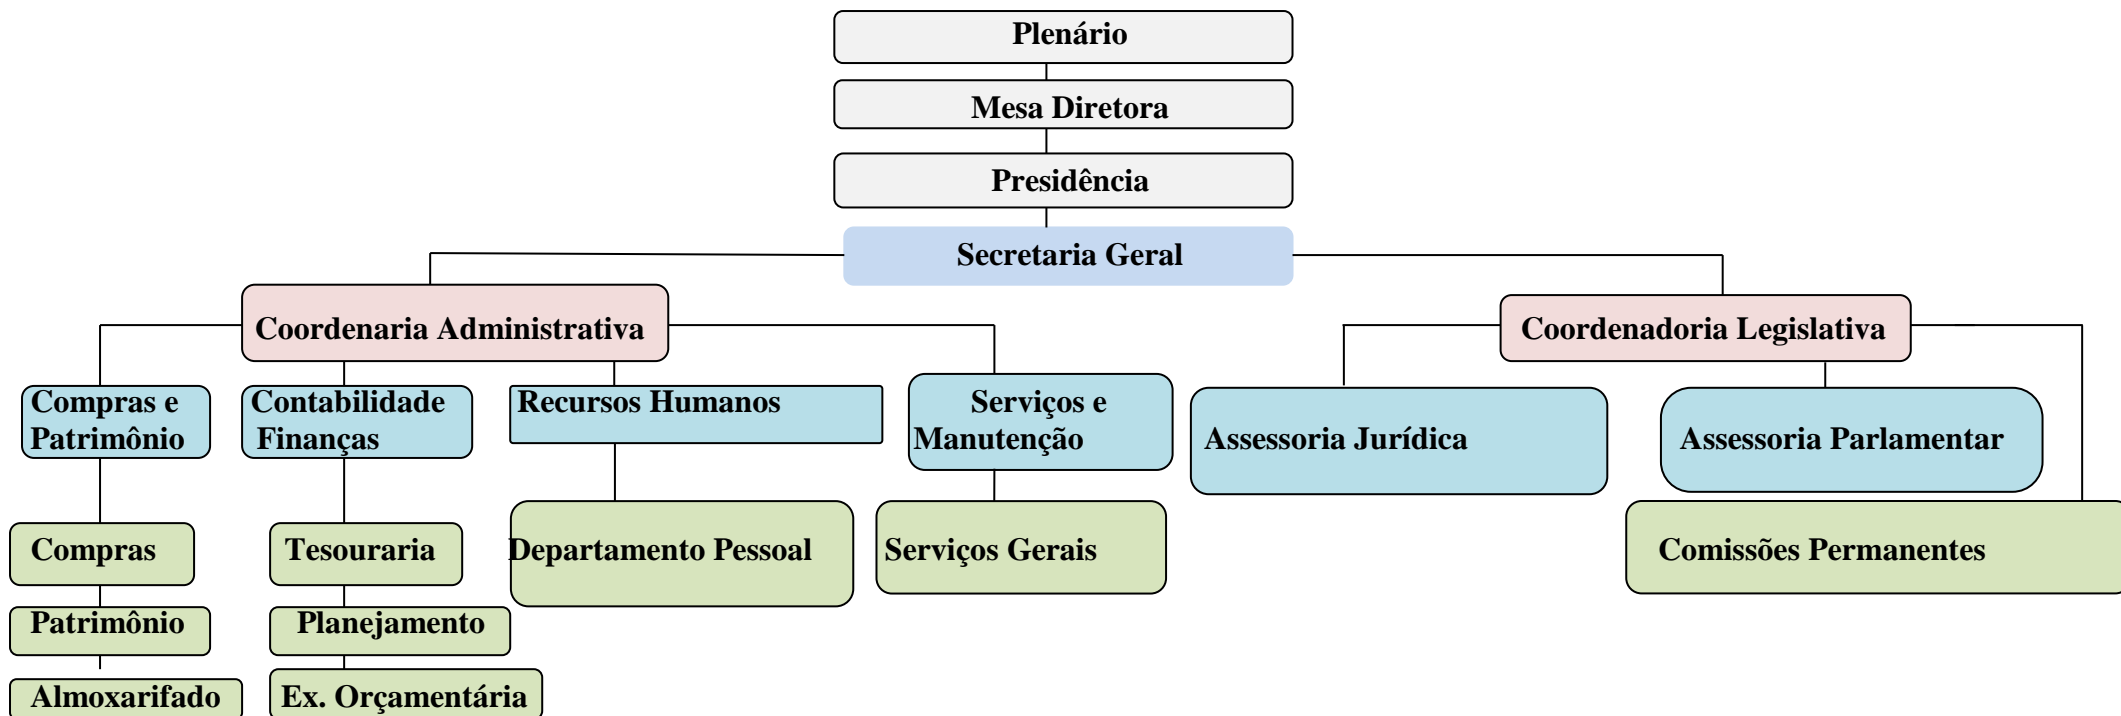 Plenário
Mesa Diretora
Presidência
Secretaria Geral
Coordenaria Administrativa
Coordenadoria Legislativa
Compras e
Patrimônio
Contabilidade
Finanças
Recursos Humanos
Serviços e
Manutenção
Assessoria Jurídica
Assessoria Parlamentar
Compras
Tesouraria
Departamento Pessoal
Serviços Gerais
Comissões Permanentes
Patrimônio
Planejamento
Almoxarifado
Ex. Orçamentária